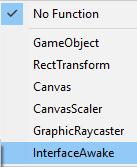 No Function
GameObject
RectTransform
Canvas
CanvasScaler
GraphicRaycaster
InterfaceAwake